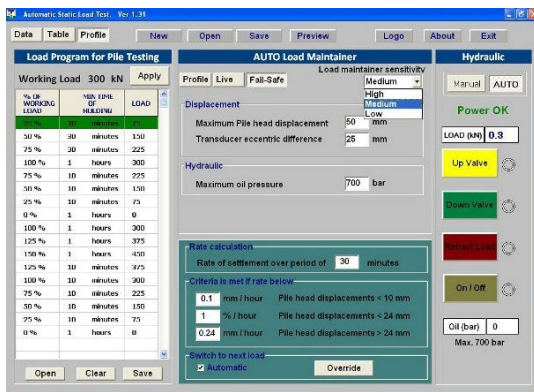 Automatic Static Load Test. Ver 1.31
Data Table Profile New Open Save Preview Logo About Exit
Load Program for Pile Testing
Working Load 300 kN Apply
% OF WORKING LOAD MIN TIME OF HOLDING LOAD
25 % 30 minutes 75
50 % 30 minutes 150
75 % 30 minutes 225
100 % 1 hours 300
75 % 10 minutes 225
50 % 10 minutes 150
25 % 10 minutes 75
0 % 1 hours 0
100 % 1 hours 300
125 % 1 hours 375
150 % 1 hours 450
125 % 10 minutes 375
100 % 10 minutes 300
75 % 10 minutes 225
50 % 10 minutes 150
25 % 10 minutes 75
0 % 1 hours 0
Open Clear Save
AUTO Load Maintainer
Load maintainer sensitivity
Profile Live Fail-Safe Medium
High
Medium
Low
Displacement
Maximum Pile head displacement 50 mm
Transducer eccentric difference 25 mm
Hydraulic
Maximum oil pressure 700 bar
Rate calculation
Rate of settlement over period of 30 minutes
Criteria is met if rate below
0.1 mm / hour Pile head displacements < 10 mm
1 % / hour Pile head displacements < 24 mm
0.24 mm / hour Pile head displacements > 24 mm
Switch to next load
Automatic Override
Hydraulic
Manual AUTO
Power OK
LOAD (kN) 0.3
Up Valve
Down Valve
Retract Load
On / Off
Oil (bar) 0
Max. 700 bar